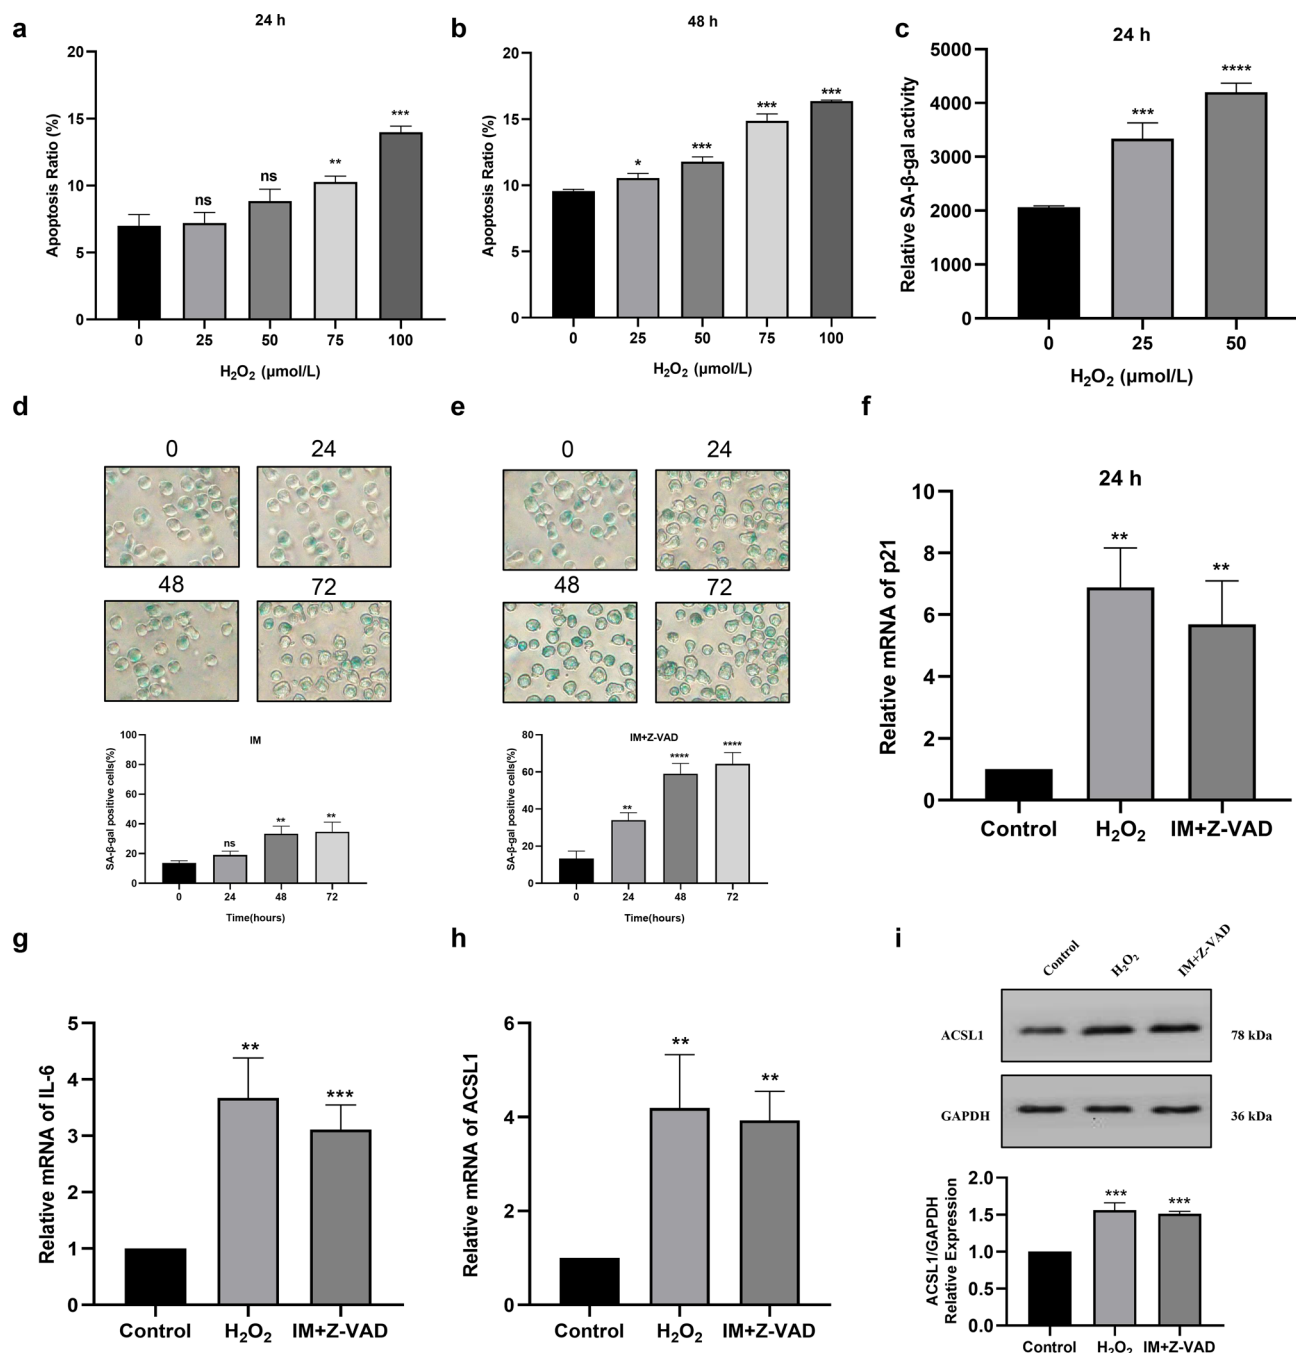 a
24 h
Apoptosis Ratio (%)
20
15
10
5
0
ns
ns
**
***
0 25 50 75 100
H₂O₂ (μmol/L)
b
48 h
Apoptosis Ratio (%)
20
15
10
5
0
*
***
***
***
0 25 50 75 100
H₂O₂ (μmol/L)
c
24 h
Relative SA-β-gal activity
5000
4000
3000
2000
1000
0
***
****
0 25 50
H₂O₂ (μmol/L)
d
0 24
48 72
IM
SA-β-gal positive cells(%)
100
80
60
40
20
0
ns
**
**
0 24 48 72
Time(hours)
e
0 24
48 72
IM+Z-VAD
SA-β-gal positive cells(%)
80
60
40
20
0
**
****
****
0 24 48 72
Time(hours)
f
24 h
Relative mRNA of p21
10
8
6
4
2
0
**
**
Control H₂O₂ IM+Z-VAD
g
Relative mRNA of IL-6
5
4
3
2
1
0
**
***
Control H₂O₂ IM+Z-VAD
h
Relative mRNA of ACSL1
6
4
2
0
**
**
Control H₂O₂ IM+Z-VAD
i
Control H₂O₂ IM+Z-VAD
ACSL1 78 kDa
GAPDH 36 kDa
ACSL1/GAPDH
Relative Expression
2.0
1.5
1.0
0.5
0.0
***
***
Control H₂O₂ IM+Z-VAD